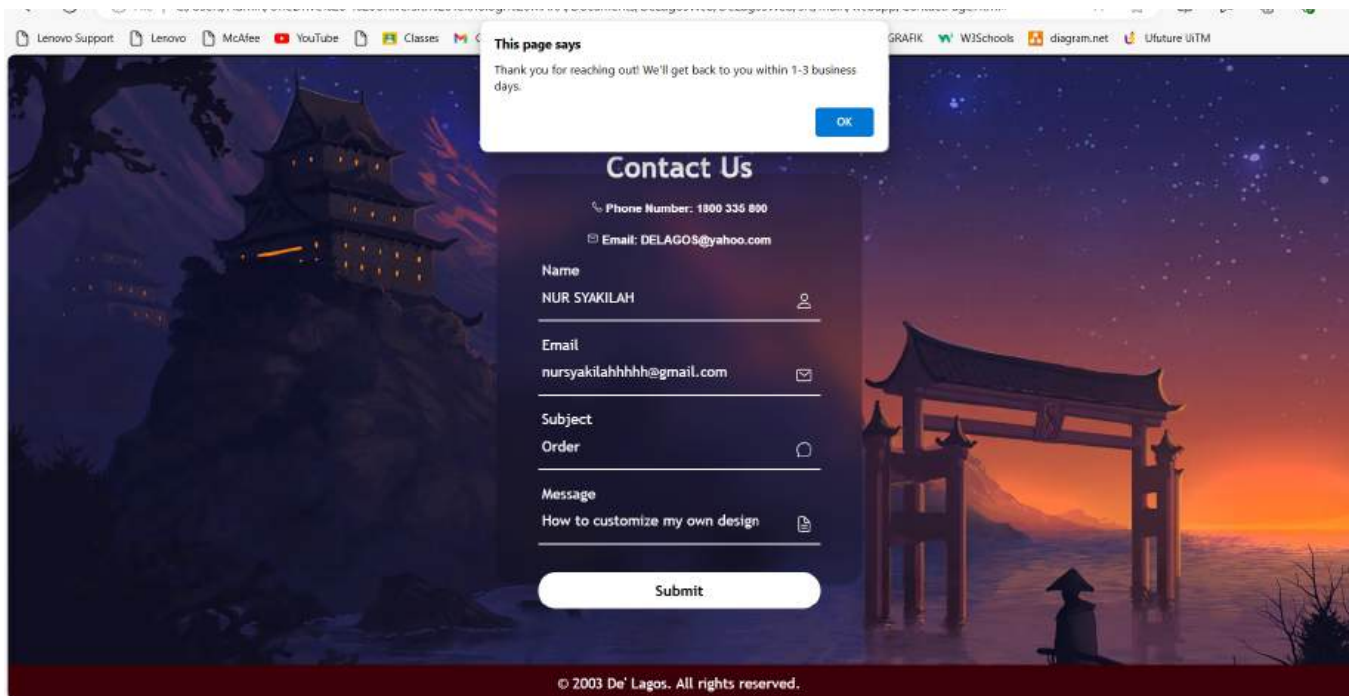 Lenovo Support Lenovo McAfee YouTube Classes
GRAFIK W3Schools diagram.net Ufuture UiTM
This page says
Thank you for reaching out! We'll get back to you within 1-3 business
days.
OK
Contact Us
Phone Number: 1800 335 800
Email: DELAGOS@yahoo.com
Name
NUR SYAKILAH
Email
nursyakilahhhhh@gmail.com
Subject
Order
Message
How to customize my own design
Submit
© 2003 De' Lagos. All rights reserved.